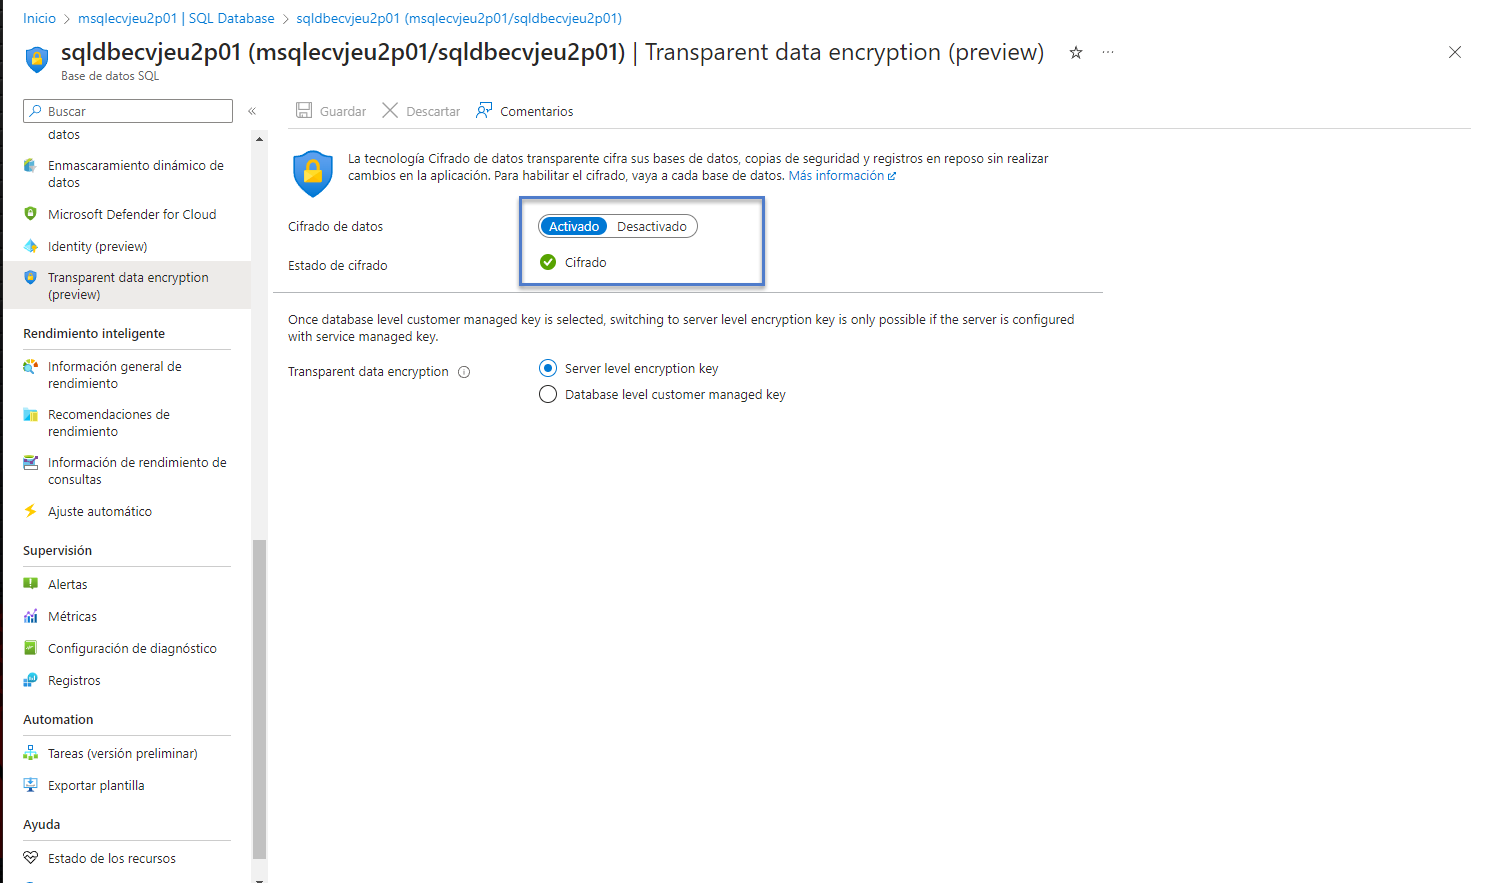 Inicio > msqlecvjeu2p01 | SQL Database > sqldbecvjeu2p01 (msqlecvjeu2p01/sqldbecvjeu2p01)
sqldbecvjeu2p01 (msqlecvjeu2p01/sqldbecvjeu2p01) | Transparent data encryption (preview)
Base de datos SQL
Buscar
datos
Enmascaramiento dinámico de
datos
Microsoft Defender for Cloud
Identity (preview)
Transparent data encryption
(preview)
Rendimiento inteligente
Información general de
rendimiento
Recomendaciones de
rendimiento
Información de rendimiento de
consultas
Ajuste automático
Supervisión
Alertas
Métricas
Configuración de diagnóstico
Registros
Automation
Tareas (versión preliminar)
Exportar plantilla
Ayuda
Estado de los recursos
Guardar Descartar Comentarios
La tecnología Cifrado de datos transparente cifra sus bases de datos, copias de seguridad y registros en reposo sin realizar
cambios en la aplicación. Para habilitar el cifrado, vaya a cada base de datos. Más información
Cifrado de datos Activado Desactivado
Estado de cifrado Cifrado
Once database level customer managed key is selected, switching to server level encryption key is only possible if the server is configured
with service managed key.
Transparent data encryption Server level encryption key
Database level customer managed key